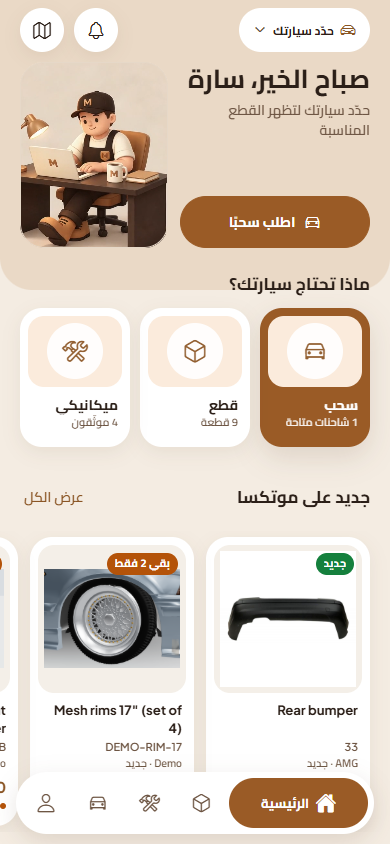 حدّد سيارتك
صباح الخير، سارة
حدّد سيارتك لتظهر القطع
المناسبة
M
M
M
اطلب سحبًا
ماذا تحتاج سيارتك؟
سحب
1 شاحنات متاحة
قطع
9 قطعة
ميكانيكي
4 موثّقون
جديد على موتكسا
عرض الكل
جديد
Rear bumper
33
AMG · جديد
بقي 2 فقط
Mesh rims 17" (set of
4)
DEMO-RIM-17
Demo · جديد
الرئيسية